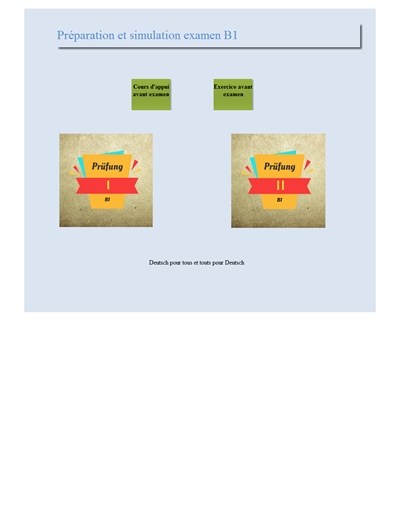 Préparation et simulation examen B1
Cours d'appui
avant examen
Exercice avant
examen
Prüfung
I
B1
Prüfung
II
B1
Deutsch pour tous et touts pour Deutsch